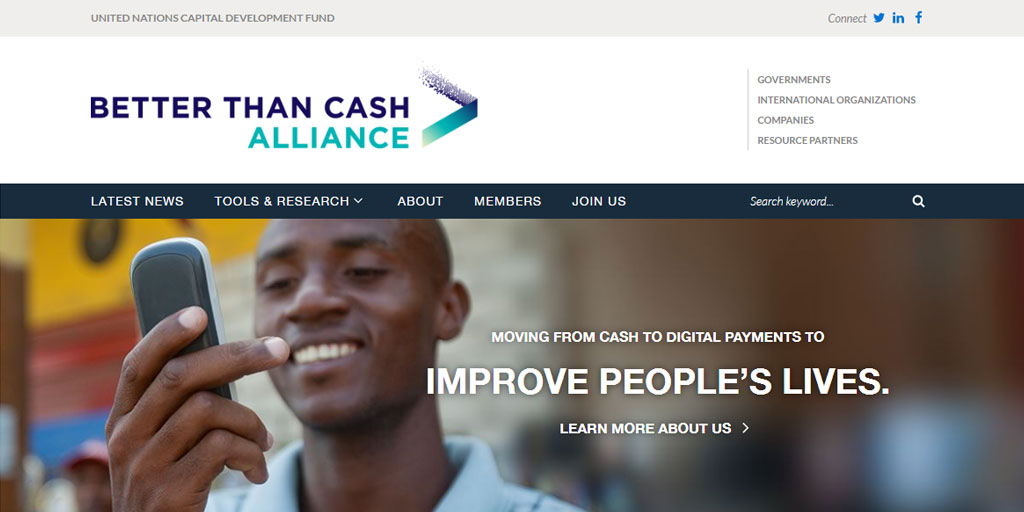 UNITED NATIONS CAPITAL DEVELOPMENT FUND
Connect
BETTER THAN CASH
ALLIANCE
GOVERNMENTS
INTERNATIONAL ORGANIZATIONS
COMPANIES
RESOURCE PARTNERS
LATEST NEWS TOOLS & RESEARCH ABOUT MEMBERS JOIN US Search keyword...
MOVING FROM CASH TO DIGITAL PAYMENTS TO
IMPROVE PEOPLE’S LIVES.
LEARN MORE ABOUT US